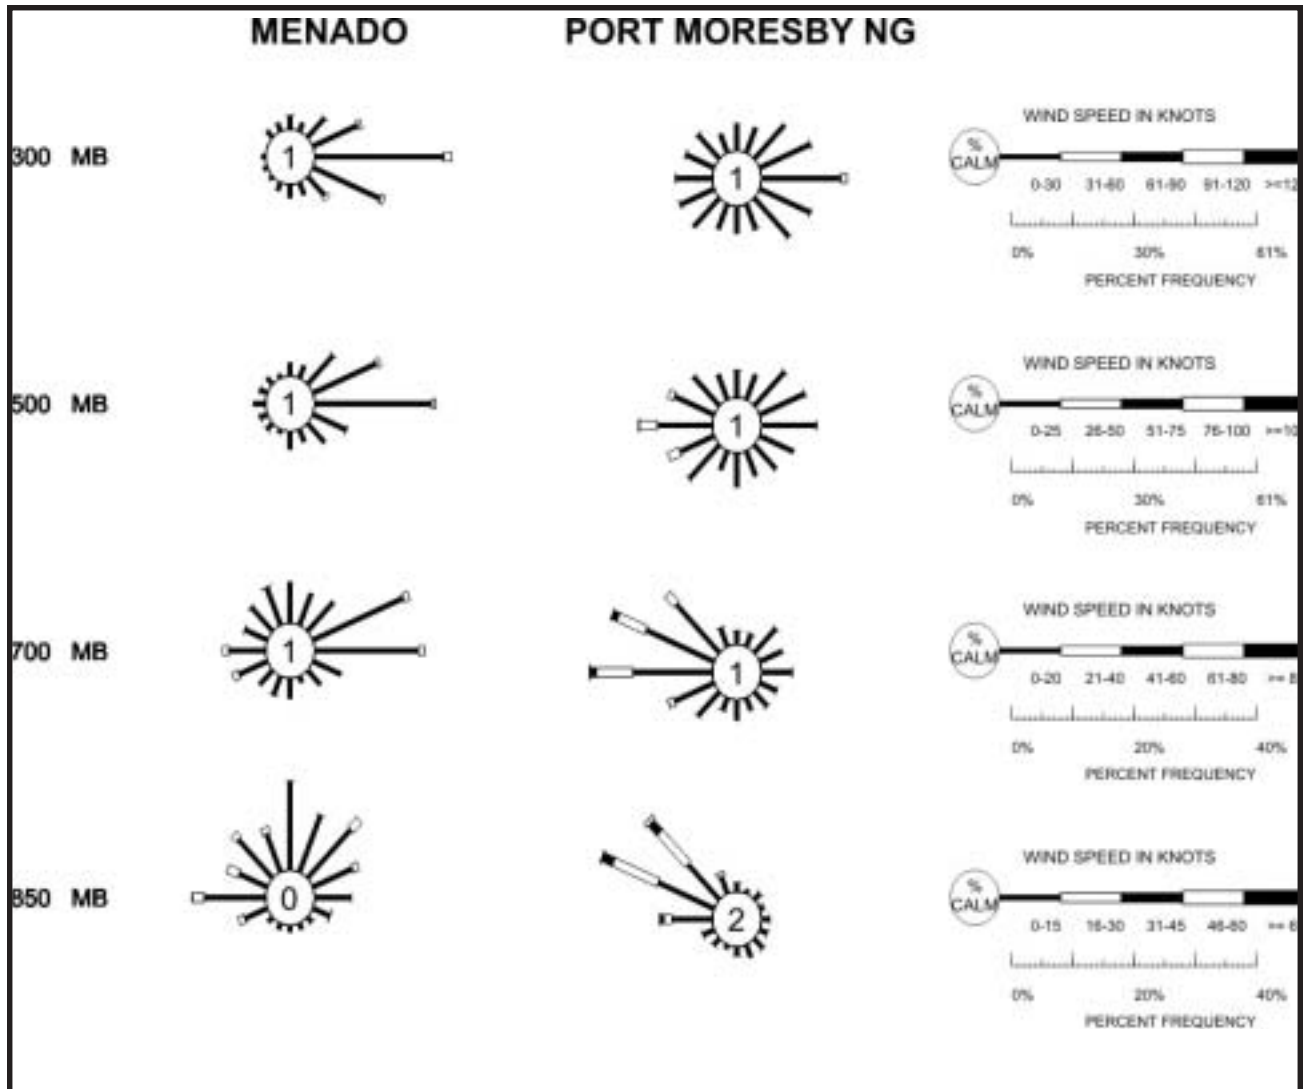 MENADO PORT MORESBY NG
WIND SPEED IN KNOTS
300 MB 1 1 % CALM
0-30 31-60 61-90 91-120 >=12
0% 30% 61%
PERCENT FREQUENCY
WIND SPEED IN KNOTS
500 MB 1 1 % CALM
0-25 26-50 51-75 76-100 >=10
0% 30% 61%
PERCENT FREQUENCY
WIND SPEED IN KNOTS
700 MB 1 1 % CALM
0-20 21-40 41-60 61-80 >= 8
0% 20% 40%
PERCENT FREQUENCY
WIND SPEED IN KNOTS
850 MB 0 2 % CALM
0-15 16-30 31-45 46-60 >= 6
0% 20% 40%
PERCENT FREQUENCY